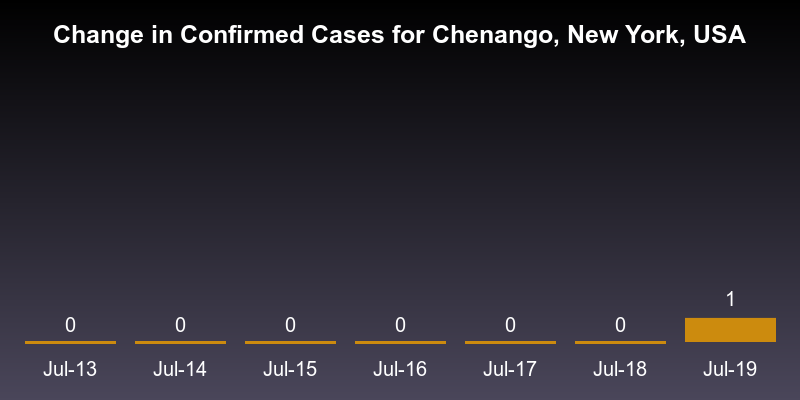 Change in Confirmed Cases for Chenango, New York, USA
0 0 0 0 0 0 1
Jul-13 Jul-14 Jul-15 Jul-16 Jul-17 Jul-18 Jul-19